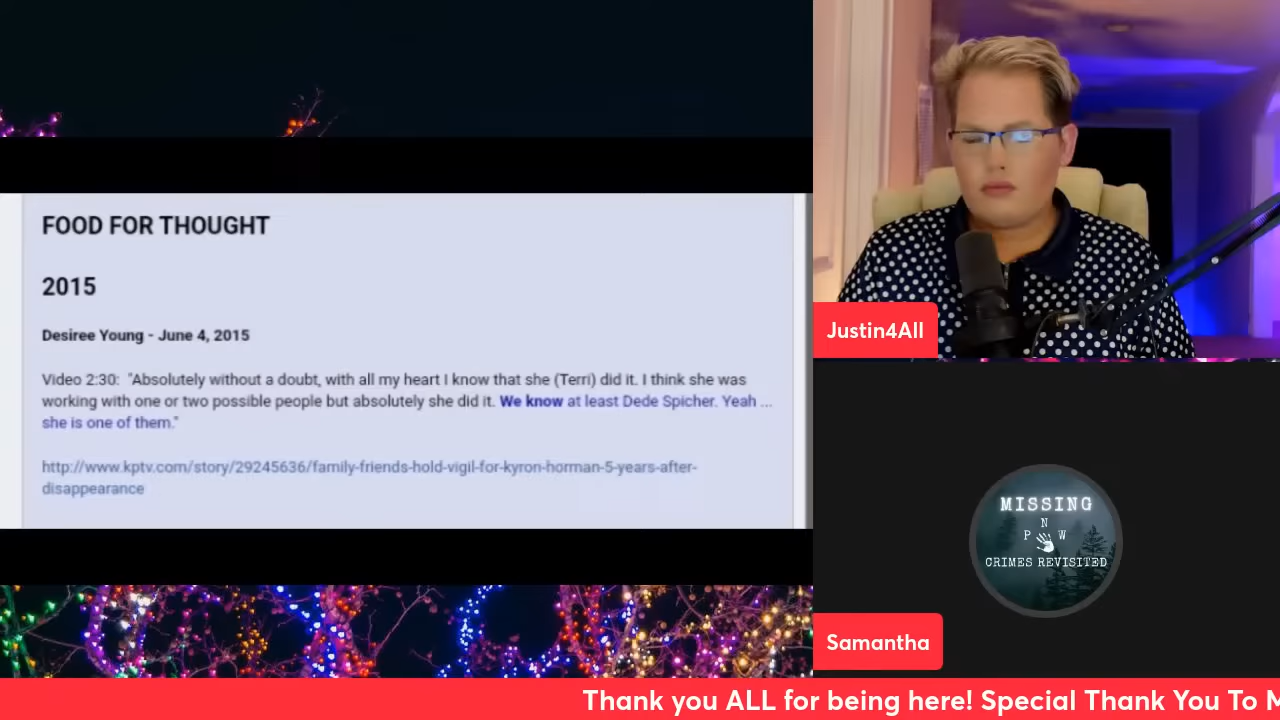 FOOD FOR THOUGHT
2015
Desiree Young - June 4, 2015
Video 2:30: "Absolutely without a doubt, with all my heart I know that she (Terri) did it. I think she was
working with one or two possible people but absolutely she did it. We know at least Dede Spicher. Yeah ...
she is one of them."
http://www.kptv.com/story/29245636/family-friends-hold-vigil-for-kyron-horman-5-years-after-
disappearance
Justin4All
MISSING
N
P W
CRIMES REVISITED
Samantha
Thank you ALL for being here! Special Thank You To